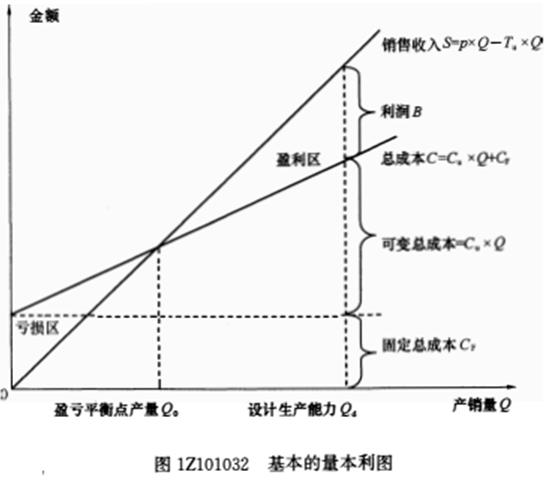 金额
销售收入S=p×Q－Tu×Q
利润B
盈利区
总成本C=Cu×Q+CF
可变总成本=Cu×Q
亏损区
固定总成本CF
0
盈亏平衡点产量Q0
设计生产能力Qd
产销量Q
图 1Z101032 基本的量本利图